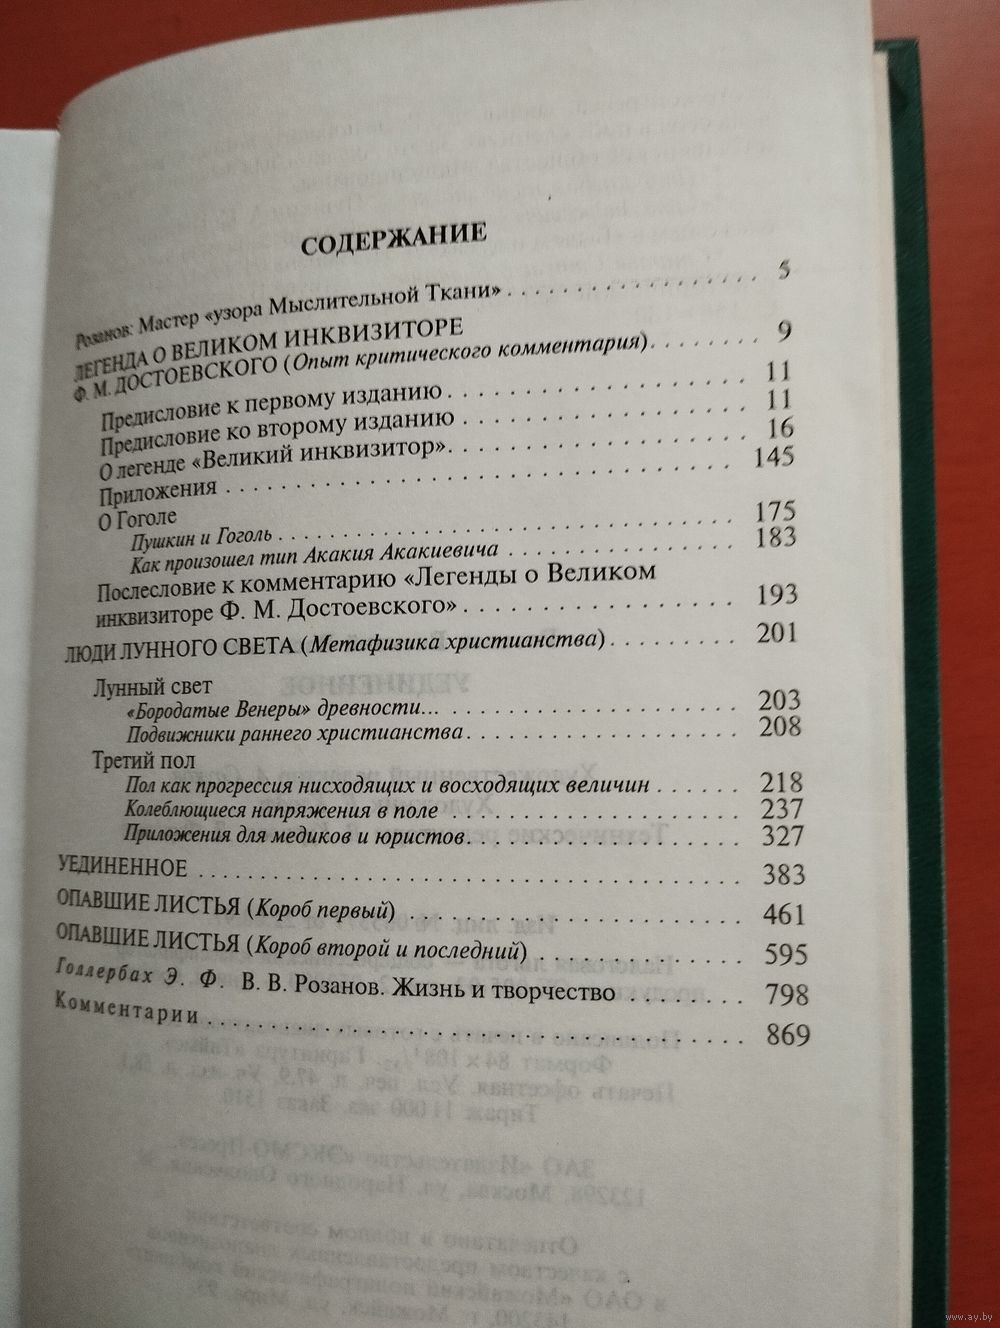 СОДЕРЖАНИЕ
Розанов: Мастер «узора Мыслительной Ткани» . . . . . . . . . . . . . . . . . . 5
ЛЕГЕНДА О ВЕЛИКОМ ИНКВИЗИТОРЕ
Ф. М. ДОСТОЕВСКОГО (Опыт критического комментария). . . . . . . . 9
Предисловие к первому изданию . . . . . . . . . . . . . . . . . . . . . . 11
Предисловие ко второму изданию . . . . . . . . . . . . . . . . . . . . . 11
О легенде «Великий инквизитор». . . . . . . . . . . . . . . . . . . . . . 16
Приложения . . . . . . . . . . . . . . . . . . . . . . . . . . . . . . . . . . . . . 145
О Гоголе
Пушкин и Гоголь . . . . . . . . . . . . . . . . . . . . . . . . . . . . . . . . . 175
Как произошел тип Акакия Акакиевича . . . . . . . . . . . . . . . . 183
Послесловие к комментарию «Легенды о Великом
инквизиторе Ф. М. Достоевского» . . . . . . . . . . . . . . . . . . . . 193
ЛЮДИ ЛУННОГО СВЕТА (Метафизика христианства) . . . . . . . . . . 201
Лунный свет
«Бородатые Венеры» древности... . . . . . . . . . . . . . . . . . . . . . 203
Подвижники раннего христианства. . . . . . . . . . . . . . . . . . . . 208
Третий пол
Пол как прогрессия нисходящих и восходящих величин . . . . . . 218
Колеблющиеся напряжения в поле . . . . . . . . . . . . . . . . . . . . 237
Приложения для медиков и юристов. . . . . . . . . . . . . . . . . . . 327
УЕДИНЕННОЕ . . . . . . . . . . . . . . . . . . . . . . . . . . . . . . . . . . . . . . 383
ОПАВШИЕ ЛИСТЬЯ (Короб первый) . . . . . . . . . . . . . . . . . . . . . . . 461
ОПАВШИЕ ЛИСТЬЯ (Короб второй и последний) . . . . . . . . . . . . . . 595
Голлербах Э. Ф. В. В. Розанов. Жизнь и творчество . . . . . . . . 798
Комментарии . . . . . . . . . . . . . . . . . . . . . . . . . . . . . . . . . . . . . . 869
www.ay.by